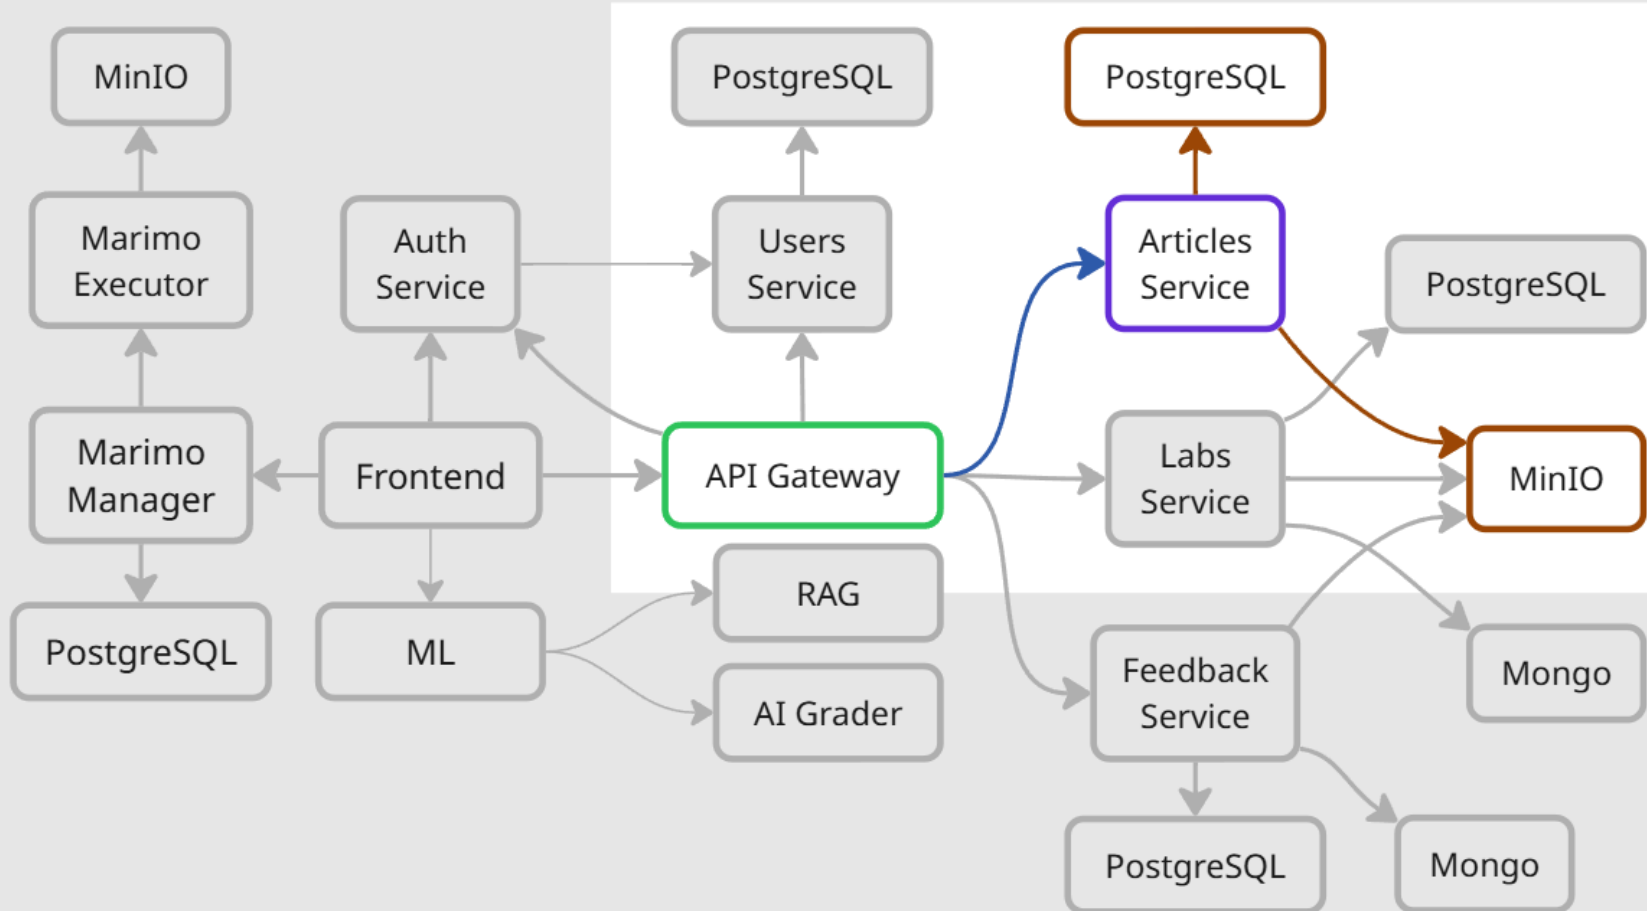 MinIO
PostgreSQL
PostgreSQL
Marimo
Executor
Auth
Service
Users
Service
Articles
Service
PostgreSQL
Marimo
Manager
Frontend
API Gateway
Labs
Service
MinIO
RAG
PostgreSQL
ML
AI Grader
Feedback
Service
Mongo
PostgreSQL
Mongo